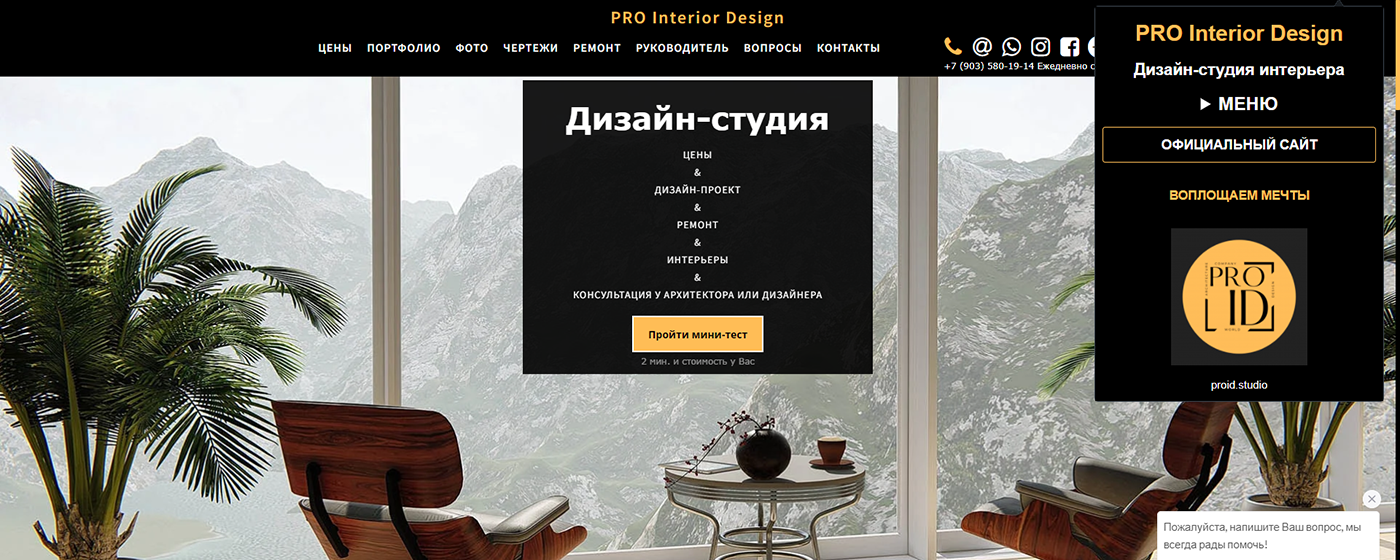 PRO Interior Design
ЦЕНЫ ПОРТФОЛИО ФОТО ЧЕРТЕЖИ РЕМОНТ РУКОВОДИТЕЛЬ ВОПРОСЫ КОНТАКТЫ
+7 (903) 580-19-14 Ежедневно с
Дизайн-студия
ЦЕНЫ
&
ДИЗАЙН-ПРОЕКТ
&
РЕМОНТ
&
ИНТЕРЬЕРЫ
&
КОНСУЛЬТАЦИЯ У АРХИТЕКТОРА ИЛИ ДИЗАЙНЕРА
Пройти мини-тест
2 мин. и стоимость у Вас
PRO Interior Design
Дизайн-студия интерьера
МЕНЮ
ОФИЦИАЛЬНЫЙ САЙТ
ВОПЛОЩАЕМ МЕЧТЫ
COMPANY
PRO
ID
WORLD
proid.studio
Пожалуйста, напишите Ваш вопрос, мы
всегда рады помочь!